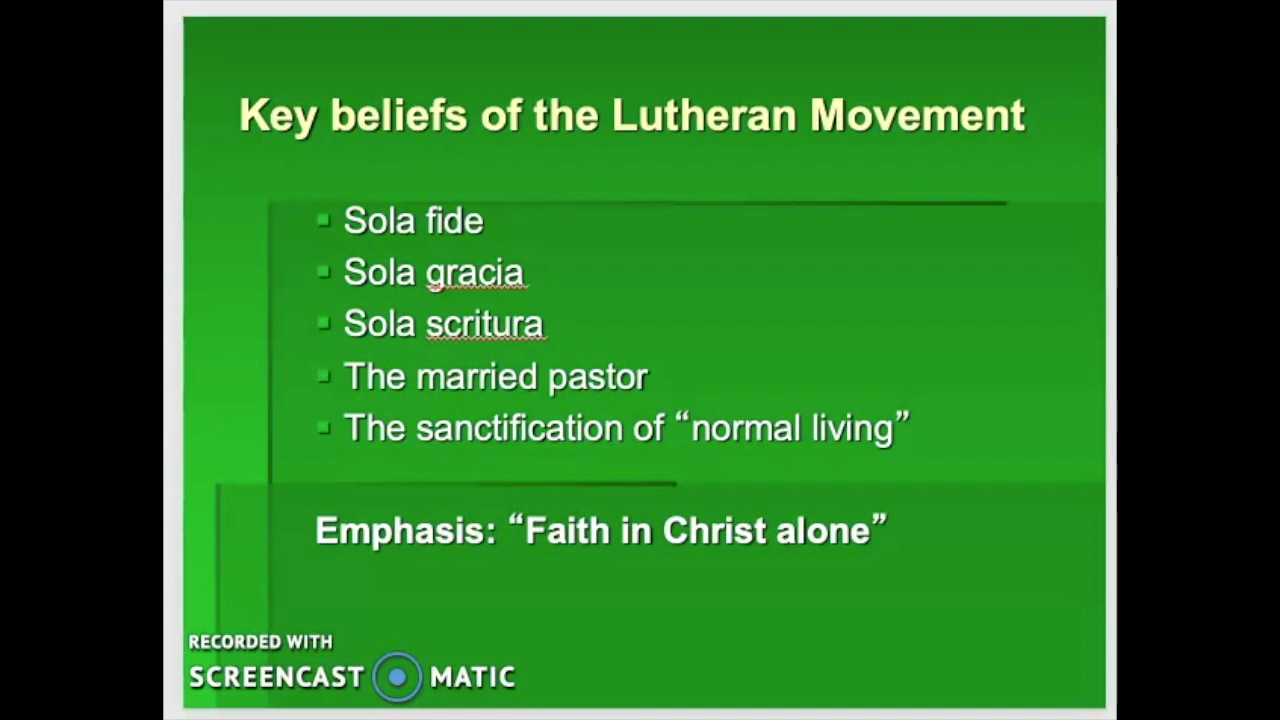 Key beliefs of the Lutheran Movement
Sola fide
Sola gracia
Sola scritura
The married pastor
The sanctification of “normal living”
Emphasis: “Faith in Christ alone”
RECORDED WITH
SCREENCAST MATIC